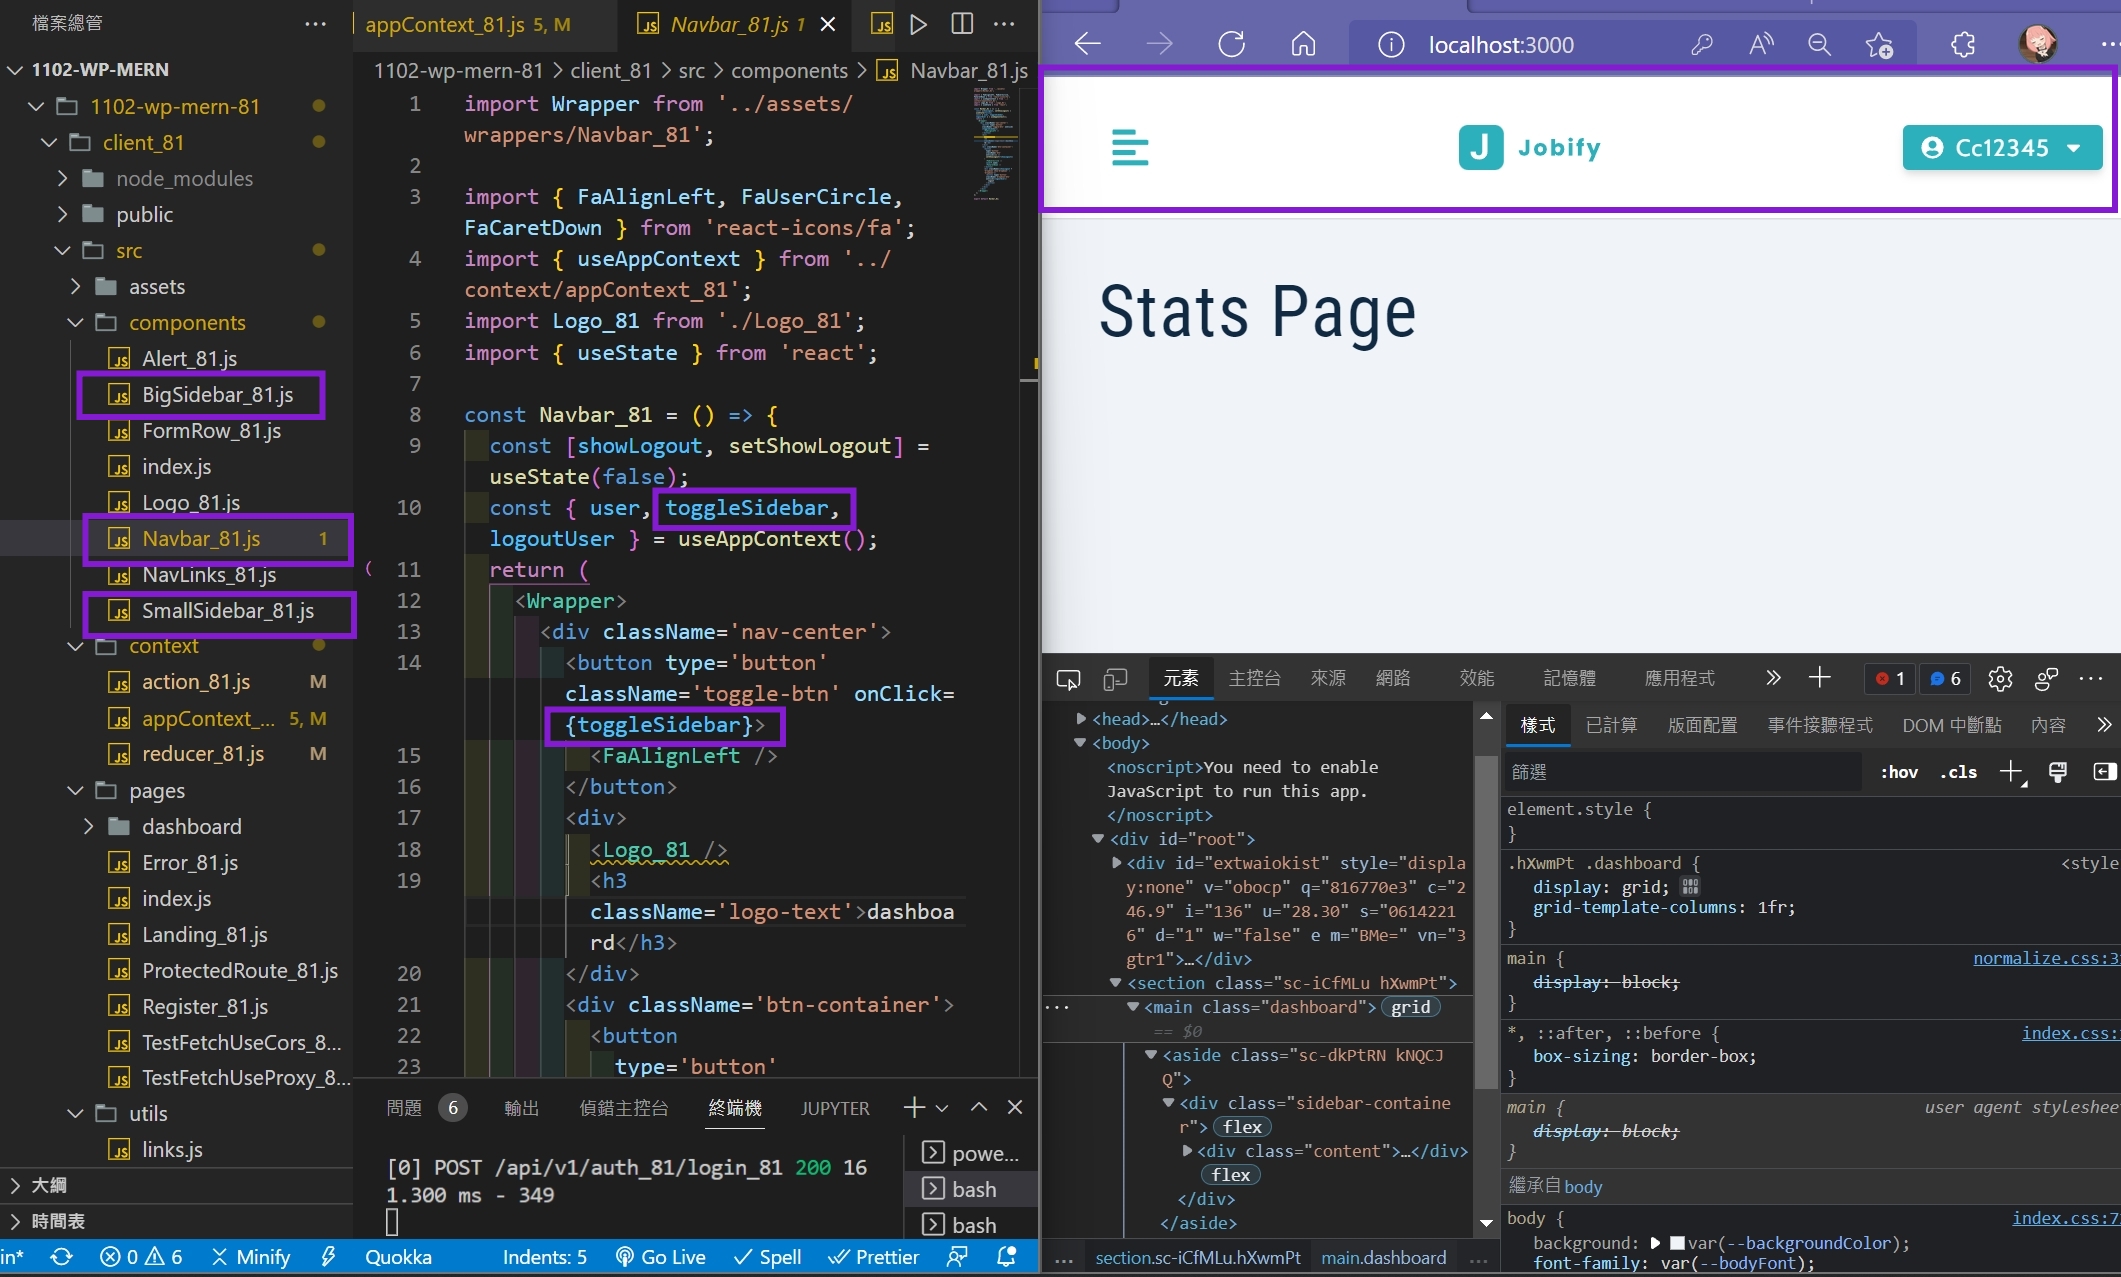 檔案總管
1102-WP-MERN
1102-wp-mern-81
client_81
node_modules
public
src
assets
components
Alert_81.js
BigSidebar_81.js
FormRow_81.js
index.js
Logo_81.js
Navbar_81.js 1
NavLinks_81.js
SmallSidebar_81.js
context
action_81.js M
appContext_... 5, M
reducer_81.js M
pages
dashboard
Error_81.js
index.js
Landing_81.js
ProtectedRoute_81.js
Register_81.js
TestFetchUseCors_8...
TestFetchUseProxy_8...
utils
links.js
大綱
時間表
appContext_81.js 5, M
Navbar_81.js 1
1102-wp-mern-81 > client_81 > src > components > Navbar_81.js
1 import Wrapper from '../assets/
wrappers/Navbar_81';
2
3 import { FaAlignLeft, FaUserCircle,
FaCaretDown } from 'react-icons/fa';
4 import { useAppContext } from '../
context/appContext_81';
5 import Logo_81 from './Logo_81';
6 import { useState } from 'react';
7
8 const Navbar_81 = () => {
9 const [showLogout, setShowLogout] =
useState(false);
10 const { user, toggleSidebar,
logoutUser } = useAppContext();
11 return (
12 <Wrapper>
13 <div className='nav-center'>
14 <button type='button'
className='toggle-btn' onClick=
{toggleSidebar}>
15 <FaAlignLeft />
16 </button>
17 <div>
18 <Logo_81 />
19 <h3
className='logo-text'>dashboa
rd</h3>
20 </div>
21 <div className='btn-container'>
22 <button
23 type='button'
問題 6 輸出 偵錯主控台 終端機 JUPYTER
[0] POST /api/v1/auth_81/login_81 200 16
1.300 ms - 349
powe...
bash
bash
in* 0 6 Minify Quokka Indents: 5 Go Live Spell Prettier
localhost:3000
J Jobify
Cc12345
Stats Page
元素 主控台 來源 網路 效能 記憶體 應用程式 1 6
<head>…</head>
<body>
<noscript>You need to enable
JavaScript to run this app.
</noscript>
<div id="root">
<div id="extwaiokist" style="displa
y:none" v="obocp" q="816770e3" c="2
46.9" i="136" u="28.30" s="0614221
6" d="1" w="false" e m="BMe=" vn="3
gtr1">…</div>
<section class="sc-iCfMLu hXwmPt">
... <main class="dashboard"> grid
== $0
<aside class="sc-dkPtRN kNQCJ
Q">
<div class="sidebar-containe
r"> flex
<div class="content">…</div>
flex
</div>
</aside>
... section.sc-iCfMLu.hXwmPt main.dashboard ...
樣式 已計算 版面配置 事件接聽程式 DOM 中斷點 內容
篩選 :hov .cls
element.style {
}
.hXwmPt .dashboard { <style
display: grid;
grid-template-columns: 1fr;
}
main { normalize.css:3
display: block;
}
*, ::after, ::before { index.css:
box-sizing: border-box;
}
main { user agent styleshee
display: block;
}
繼承自 body
body { index.css:7
background: var(--backgroundColor);
font-family: var(--bodyFont);